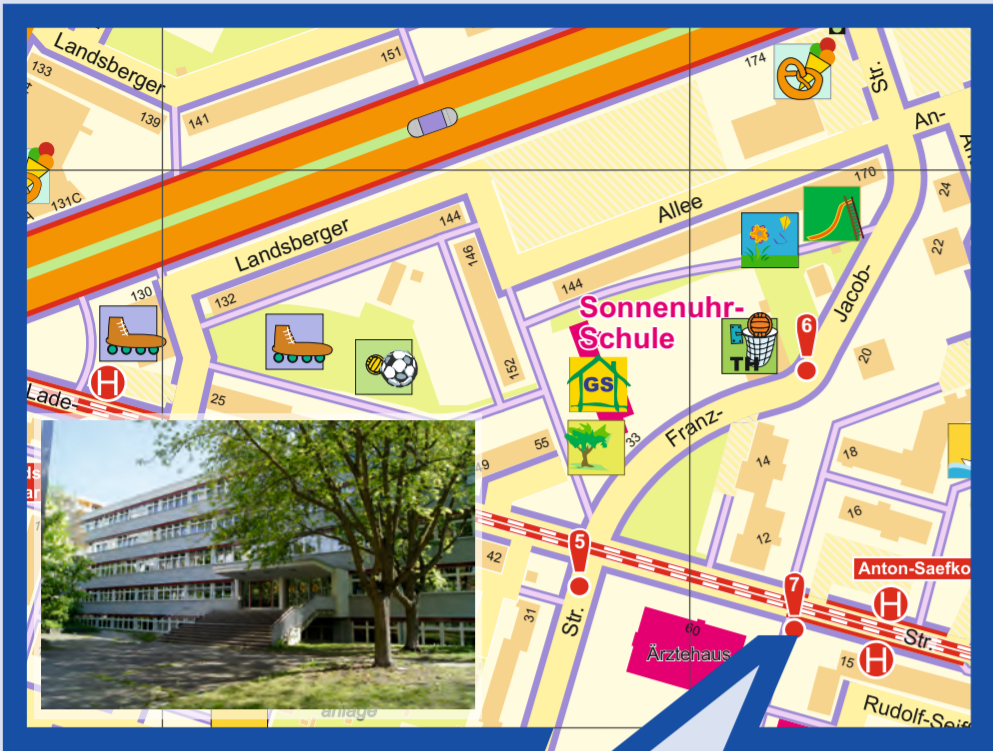 Landsberger
133
139
141
151
174
Str.
An-
131C
170
24
22
Allee
Landsberger
144
146
130
132
144
Sonnenuhr-
Schule
GS
TH
6
Jacob-
20
152
H
Lade-
25
33
Franz-
55
14
18
12
16
5
42
7
Anton-Saefko
H
31
Str.
60
Ärztehaus
Str.
15
H
Rudolf-Seif
anlage